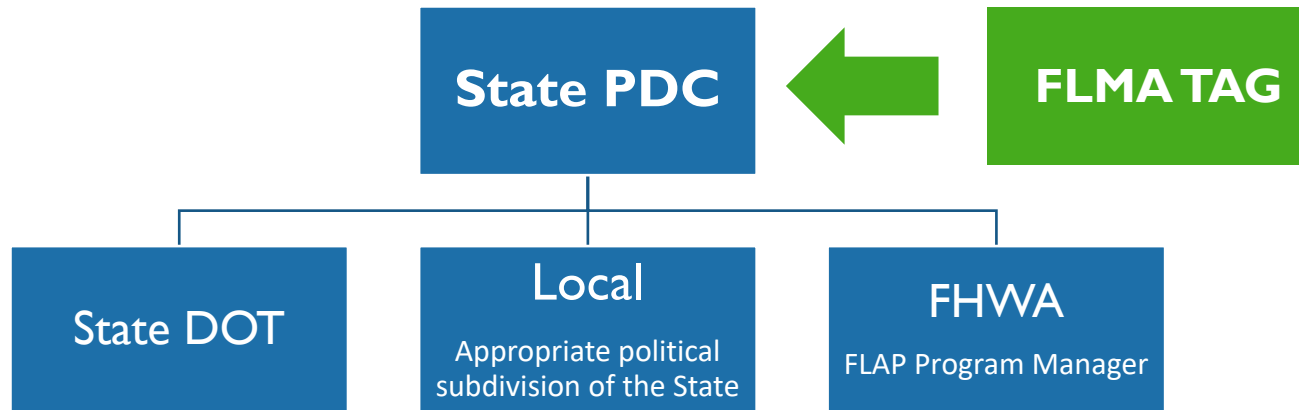 State PDC
FLMA TAG
State DOT
Local
Appropriate political
subdivision of the State
FHWA
FLAP Program Manager